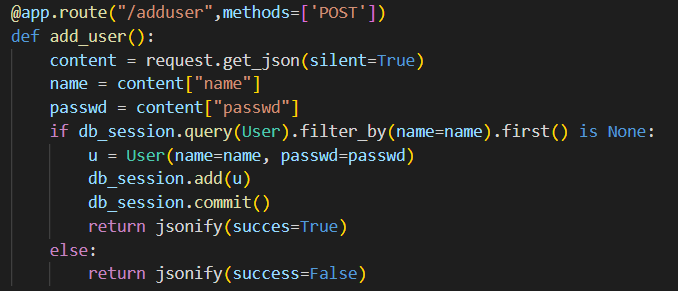 @app.route("/adduser",methods=['POST'])
def add_user():
    content = request.get_json(silent=True)
    name = content["name"]
    passwd = content["passwd"]
    if db_session.query(User).filter_by(name=name).first() is None:
        u = User(name=name, passwd=passwd)
        db_session.add(u)
        db_session.commit()
        return jsonify(succes=True)
    else:
        return jsonify(success=False)